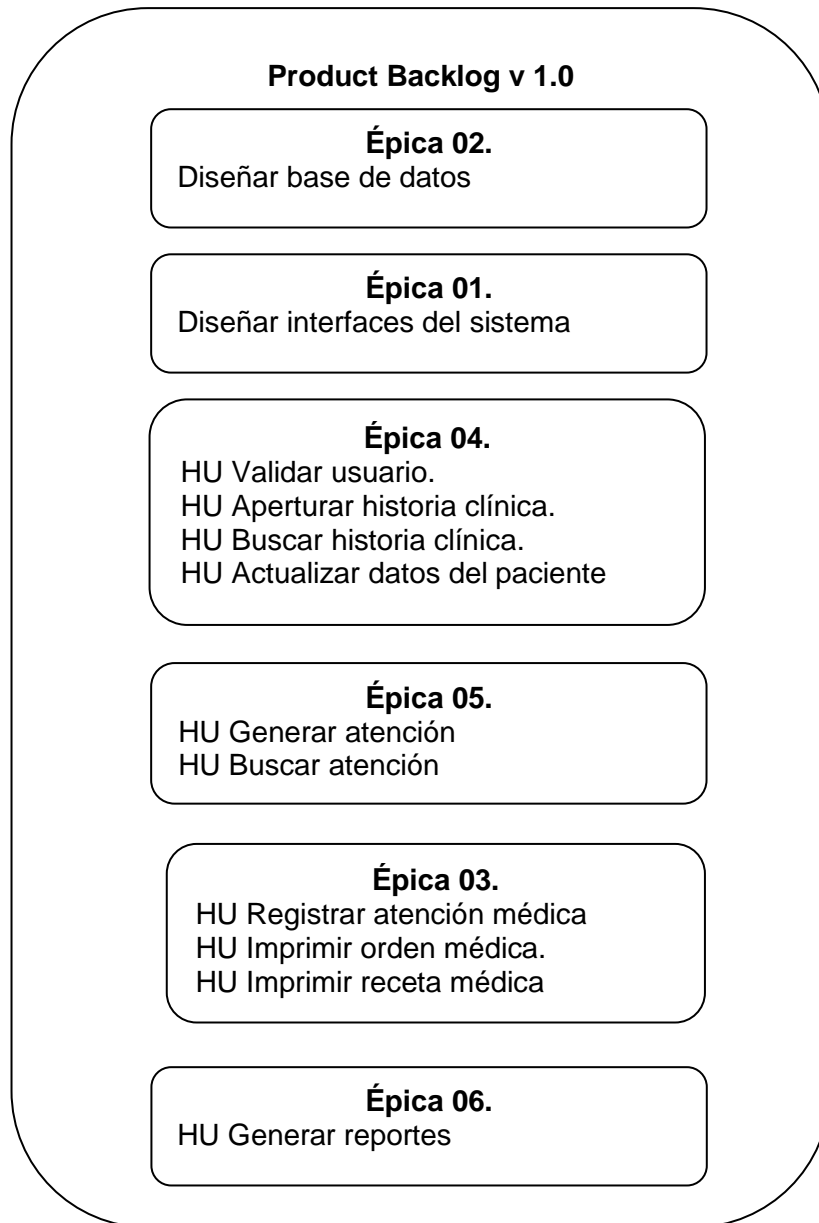 Product Backlog v 1.0
Épica 02.
Diseñar base de datos
Épica 01.
Diseñar interfaces del sistema
Épica 04.
HU Validar usuario.
HU Aperturar historia clínica.
HU Buscar historia clínica.
HU Actualizar datos del paciente
Épica 05.
HU Generar atención
HU Buscar atención
Épica 03.
HU Registrar atención médica
HU Imprimir orden médica.
HU Imprimir receta médica
Épica 06.
HU Generar reportes